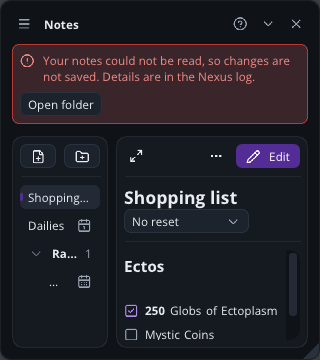 Notes
Your notes could not be read, so changes are
not saved. Details are in the Nexus log.
Open folder
Edit
Shopping...
Shopping list
Dailies
No reset
Ra... 1
Ectos
...
250 Globs of Ectoplasm
Mystic Coins